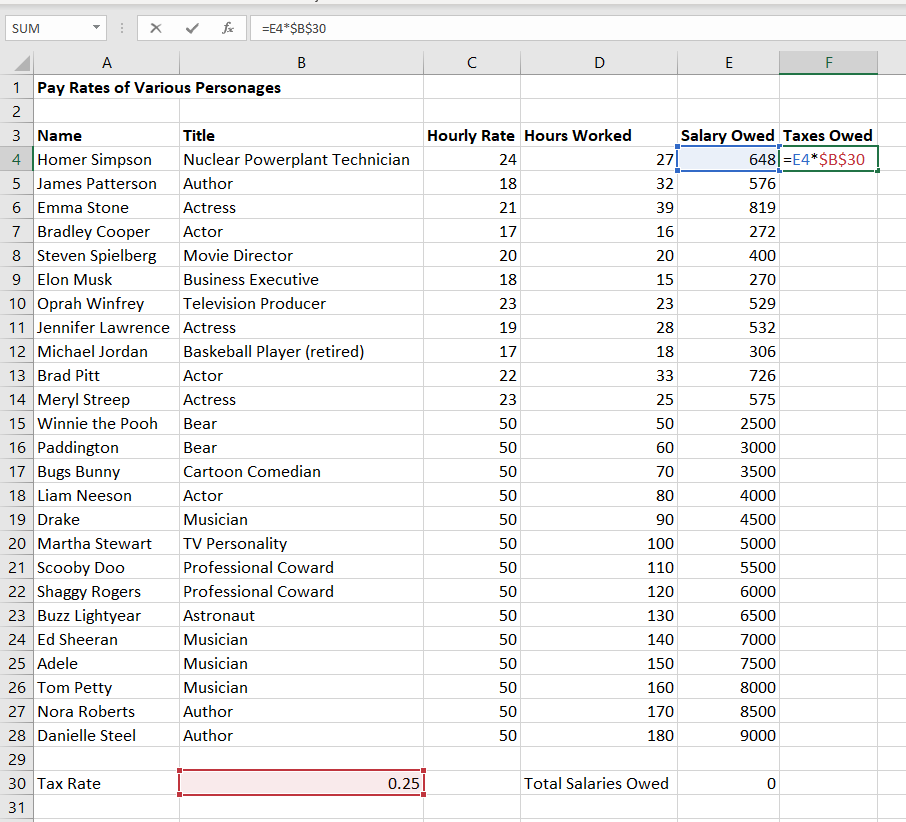 SUM fx =E4*$B$30
A B C D E F
1 Pay Rates of Various Personages
2
3 Name Title Hourly Rate Hours Worked Salary Owed Taxes Owed
4 Homer Simpson Nuclear Powerplant Technician 24 27 648 =E4*$B$30
5 James Patterson Author 18 32 576
6 Emma Stone Actress 21 39 819
7 Bradley Cooper Actor 17 16 272
8 Steven Spielberg Movie Director 20 20 400
9 Elon Musk Business Executive 18 15 270
10 Oprah Winfrey Television Producer 23 23 529
11 Jennifer Lawrence Actress 19 28 532
12 Michael Jordan Baskeball Player (retired) 17 18 306
13 Brad Pitt Actor 22 33 726
14 Meryl Streep Actress 23 25 575
15 Winnie the Pooh Bear 50 50 2500
16 Paddington Bear 50 60 3000
17 Bugs Bunny Cartoon Comedian 50 70 3500
18 Liam Neeson Actor 50 80 4000
19 Drake Musician 50 90 4500
20 Martha Stewart TV Personality 50 100 5000
21 Scooby Doo Professional Coward 50 110 5500
22 Shaggy Rogers Professional Coward 50 120 6000
23 Buzz Lightyear Astronaut 50 130 6500
24 Ed Sheeran Musician 50 140 7000
25 Adele Musician 50 150 7500
26 Tom Petty Musician 50 160 8000
27 Nora Roberts Author 50 170 8500
28 Danielle Steel Author 50 180 9000
29
30 Tax Rate 0.25 Total Salaries Owed 0
31